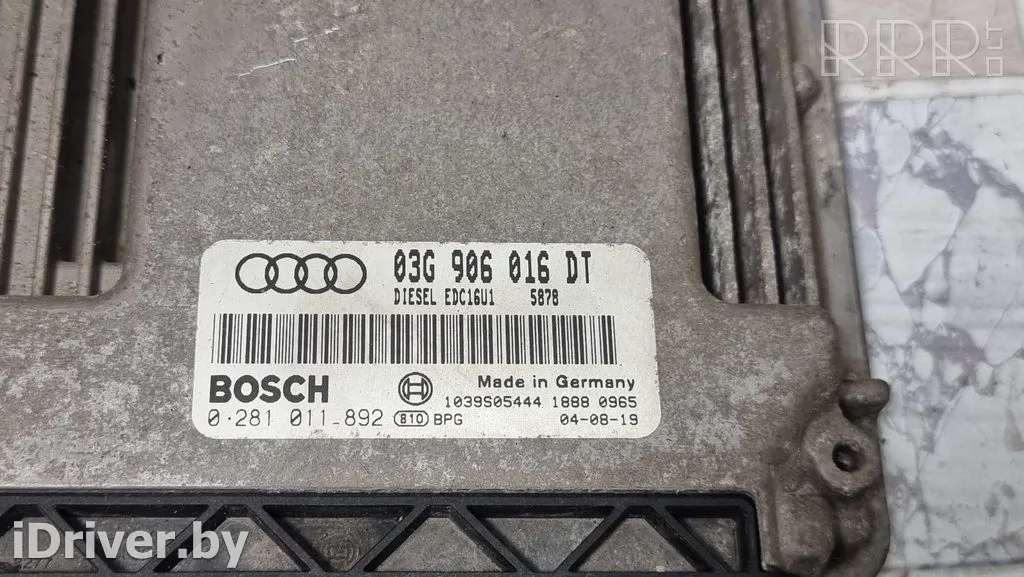 RRR.LT
03G 906 016 DT
DIESEL EDC16U1 5878
BOSCH
Made in Germany
1039S05444 1888 0965
0·281 011-892 810 BPG 04-08-19
iDriver.by